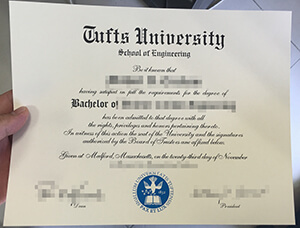 Tufts University
School of Engineering
Be it known that
having satisfied in full the requirements for the degree of
Bachelor of
has been admitted to that degree with all
the rights, privileges and honors pertaining thereto.
In witness of this action the seal of the University and the signatures
authorized by the Board of Trustees are affixed below.
Given at Medford, Massachusetts, on the twenty third day of November
Dean
President